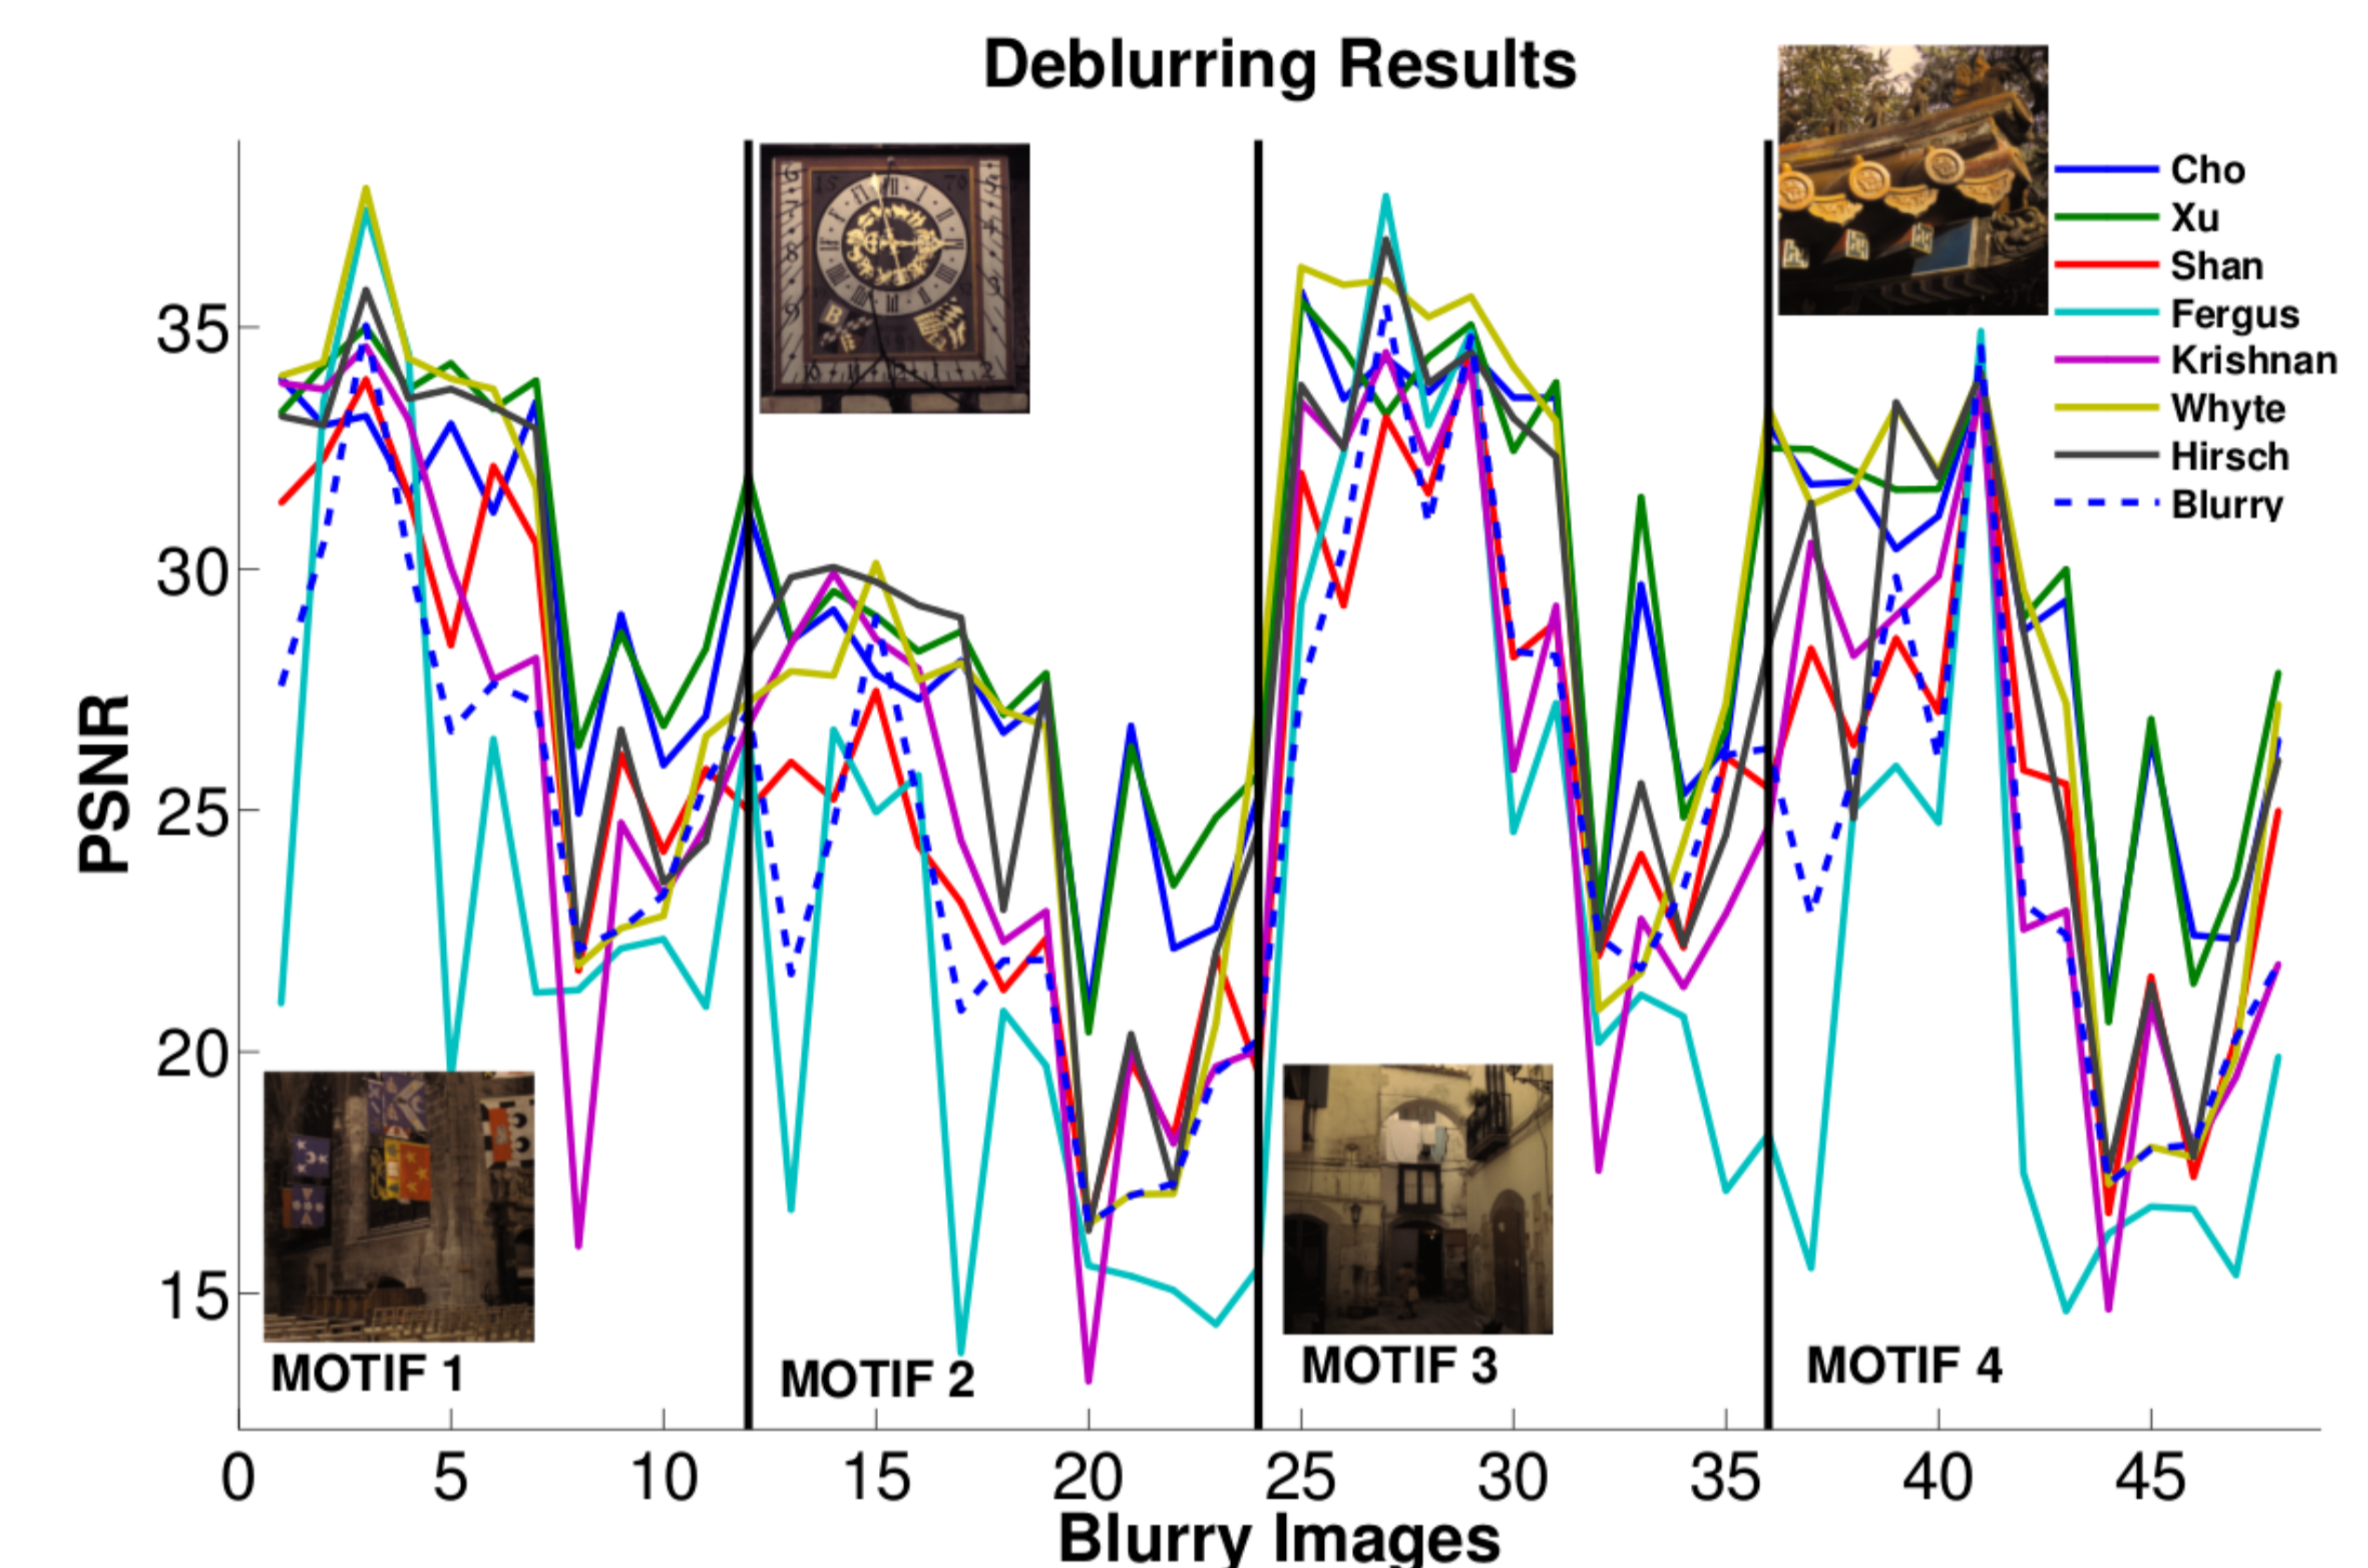 Deblurring Results
Cho
Xu
Shan
Fergus
Krishnan
Whyte
Hirsch
Blurry
PSNR
35
30
25
20
15
MOTIF 1
MOTIF 2
MOTIF 3
MOTIF 4
0 5 10 15 20 25 30 35 40 45
Blurry Images